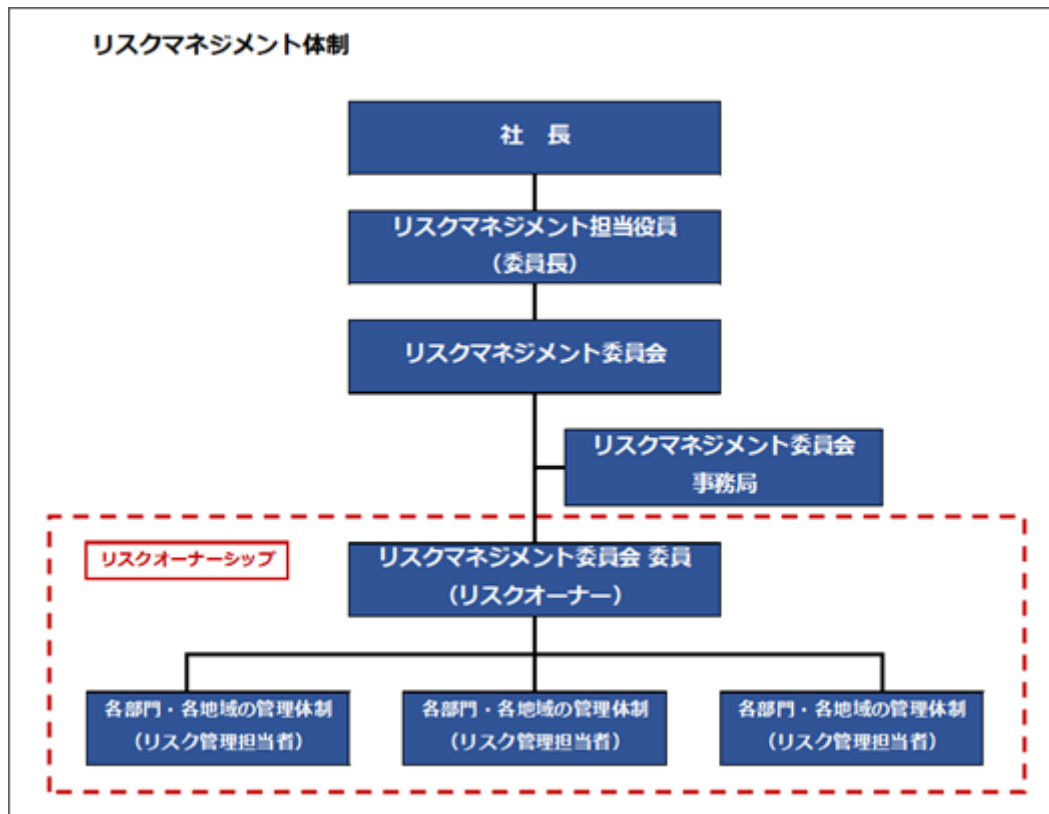 リスクマネジメント体制
社　長
リスクマネジメント担当役員
（委員長）
リスクマネジメント委員会
リスクマネジメント委員会
事務局
リスクオーナーシップ
リスクマネジメント委員会 委員
（リスクオーナー）
各部門・各地域の管理体制
（リスク管理担当者）
各部門・各地域の管理体制
（リスク管理担当者）
各部門・各地域の管理体制
（リスク管理担当者）